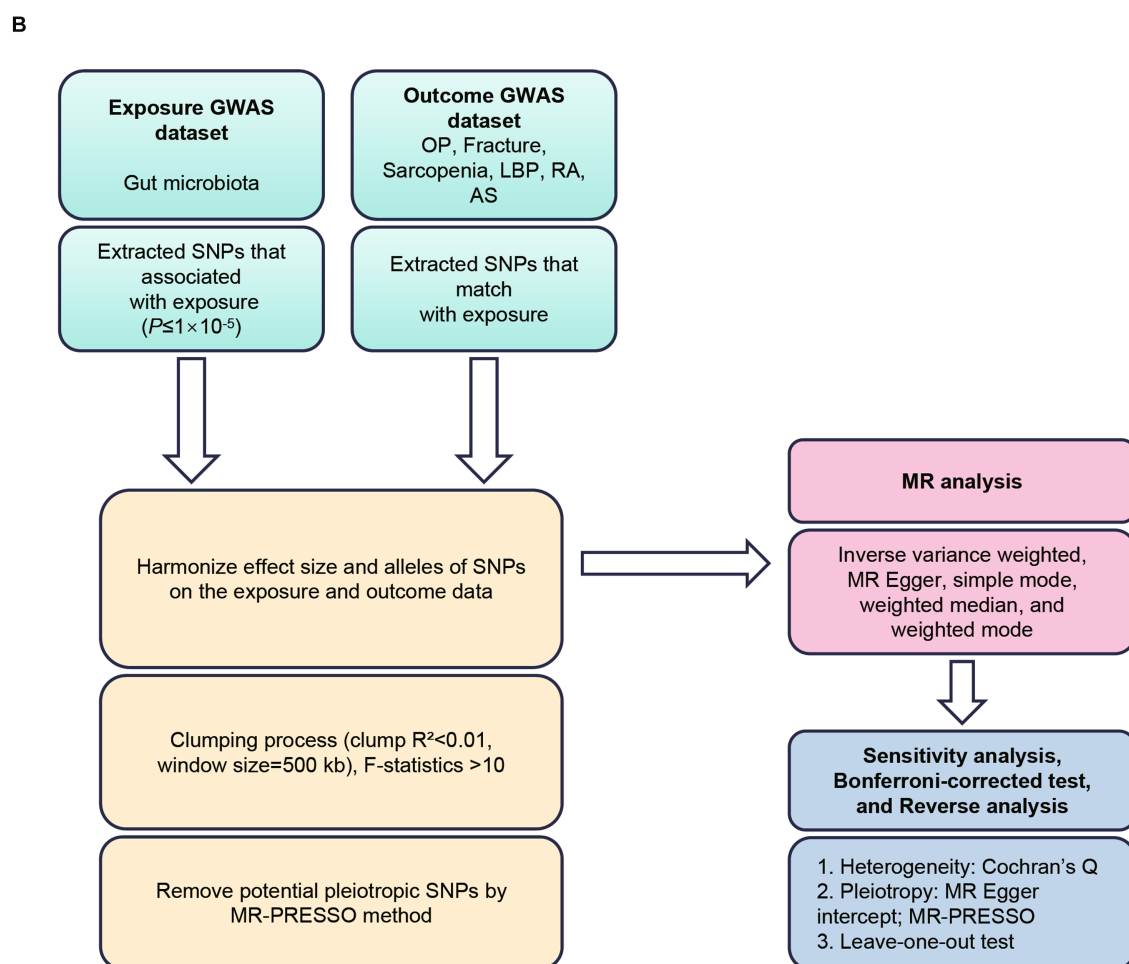 B
Exposure GWAS
dataset
Gut microbiota
Outcome GWAS
dataset
OP, Fracture,
Sarcopenia, LBP, RA,
AS
Extracted SNPs that
associated
with exposure
(P≤1×10⁻⁵)
Extracted SNPs that
match
with exposure
Harmonize effect size and alleles of SNPs
on the exposure and outcome data
Clumping process (clump R²<0.01,
window size=500 kb), F-statistics >10
Remove potential pleiotropic SNPs by
MR-PRESSO method
MR analysis
Inverse variance weighted,
MR Egger, simple mode,
weighted median, and
weighted mode
Sensitivity analysis,
Bonferroni-corrected test,
and Reverse analysis
1. Heterogeneity: Cochran’s Q
2. Pleiotropy: MR Egger
intercept; MR-PRESSO
3. Leave-one-out test